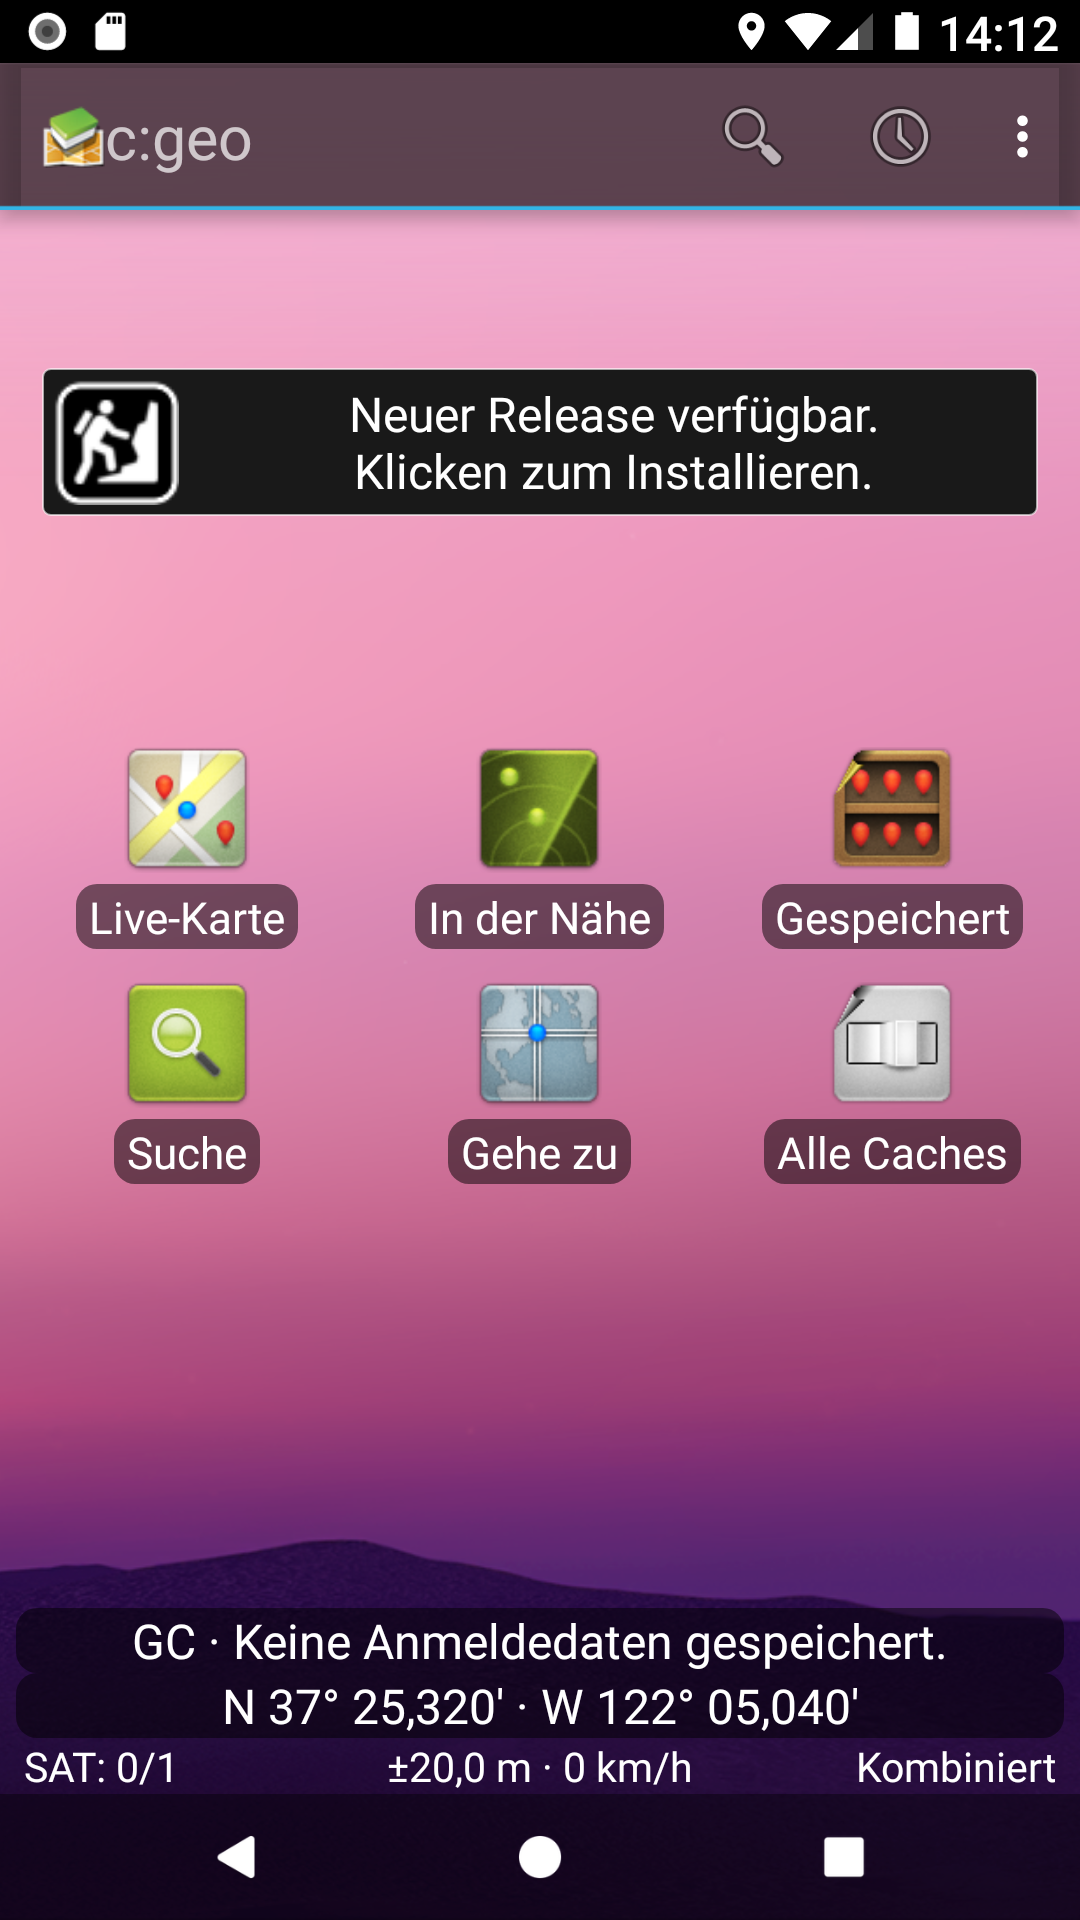 14:12
c:geo
Neuer Release verfügbar.
Klicken zum Installieren.
Live-Karte
In der Nähe
Gespeichert
Suche
Gehe zu
Alle Caches
GC · Keine Anmeldedaten gespeichert.
N 37° 25,320' · W 122° 05,040'
SAT: 0/1 ±20,0 m · 0 km/h Kombiniert